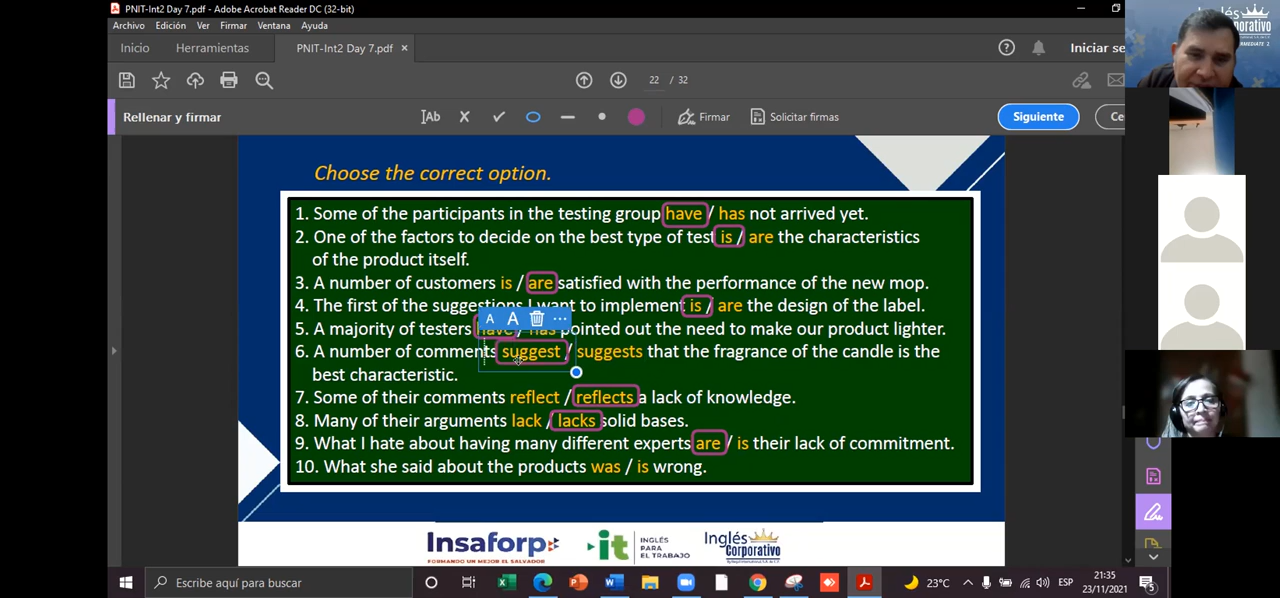 PNIT-Int2 Day 7.pdf - Adobe Acrobat Reader DC (32-bit)
Archivo Edición Ver Firmar Ventana Ayuda
Inicio Herramientas PNIT-Int2 Day 7.pdf × Iniciar se
22 / 32
Rellenar y firmar IAb Firmar Solicitar firmas Siguiente Ce
Choose the correct option.
1. Some of the participants in the testing group have / has not arrived yet.
2. One of the factors to decide on the best type of test is / are the characteristics
of the product itself.
3. A number of customers is / are satisfied with the performance of the new mop.
4. The first of the suggestions I want to implement is / are the design of the label.
A A
5. A majority of testers have / has pointed out the need to make our product lighter.
6. A number of comments suggest / suggests that the fragrance of the candle is the
best characteristic.
7. Some of their comments reflect / reflects a lack of knowledge.
8. Many of their arguments lack / lacks solid bases.
9. What I hate about having many different experts are / is their lack of commitment.
10. What she said about the products was / is wrong.
Insaforp
FORMANDO UN MEJOR EL SALVADOR
it
INGLÉS
PARA
EL TRABAJO
Inglés
Corporativo
Escribe aquí para buscar
23°C ESP
21:35
23/11/2021
5